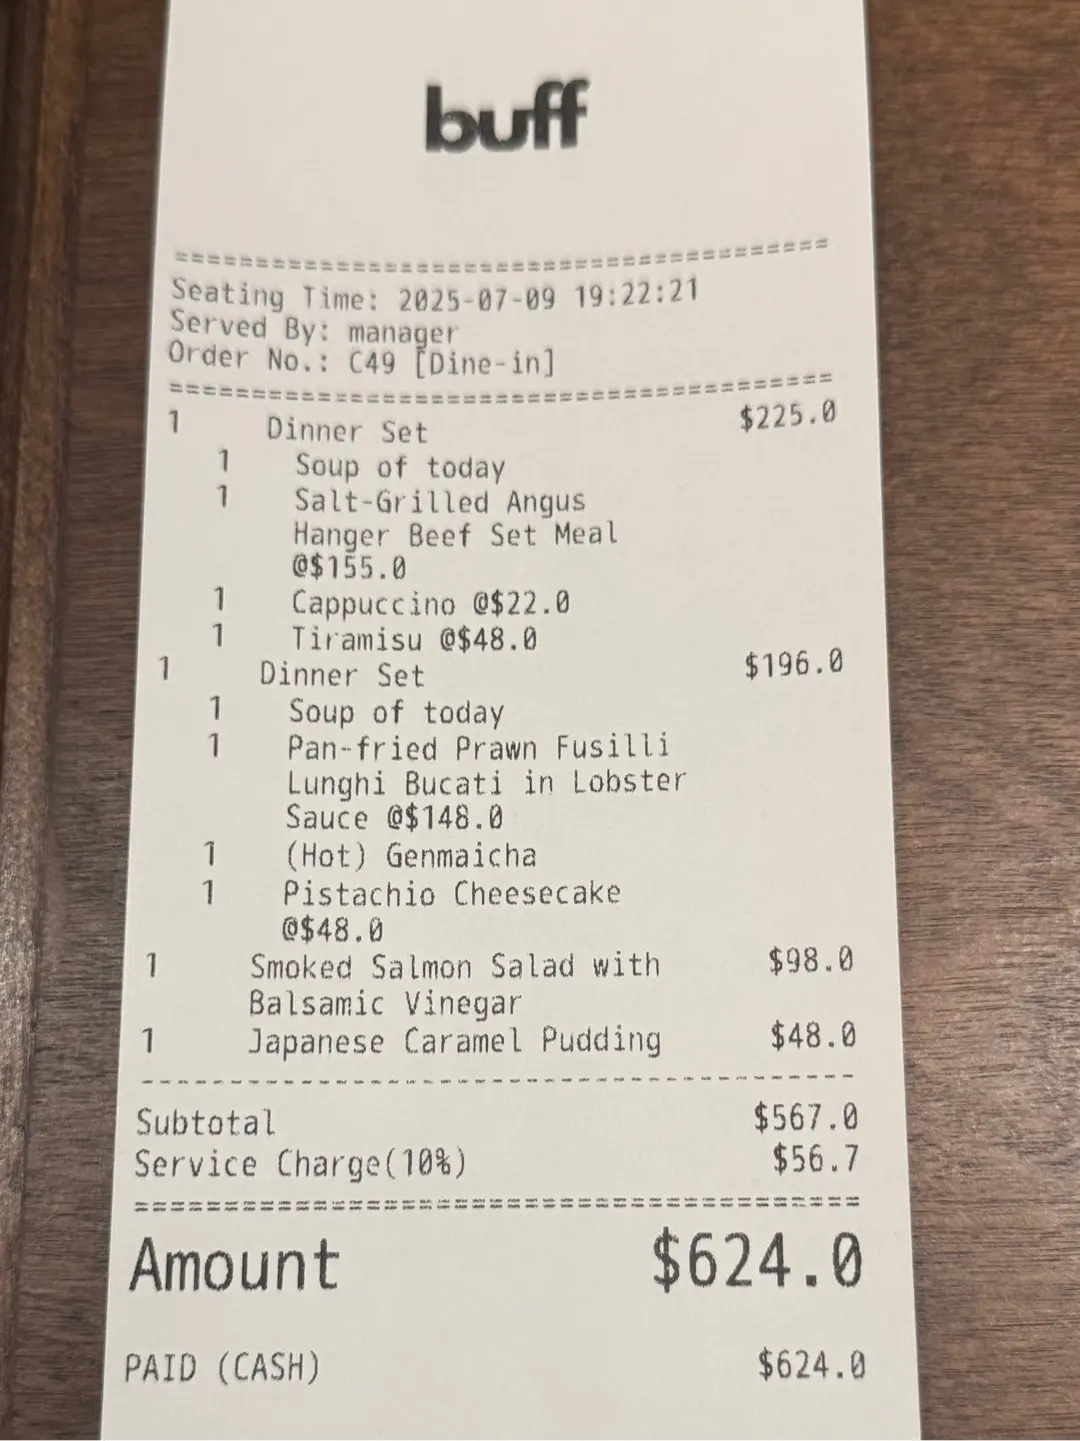 buff
========================================
Seating Time: 2025-07-09 19:22:21
Served By: manager
Order No.: C49 [Dine-in]
========================================
1 Dinner Set $225.0
1 Soup of today
1 Salt-Grilled Angus
Hanger Beef Set Meal
@$155.0
1 Cappuccino @$22.0
1 Tiramisu @$48.0
1 Dinner Set $196.0
1 Soup of today
1 Pan-fried Prawn Fusilli
Lunghi Bucati in Lobster
Sauce @$148.0
1 (Hot) Genmaicha
1 Pistachio Cheesecake
@$48.0
1 Smoked Salmon Salad with $98.0
Balsamic Vinegar
1 Japanese Caramel Pudding $48.0
----------------------------------------
Subtotal $567.0
Service Charge(10%) $56.7
========================================
Amount $624.0
PAID (CASH) $624.0